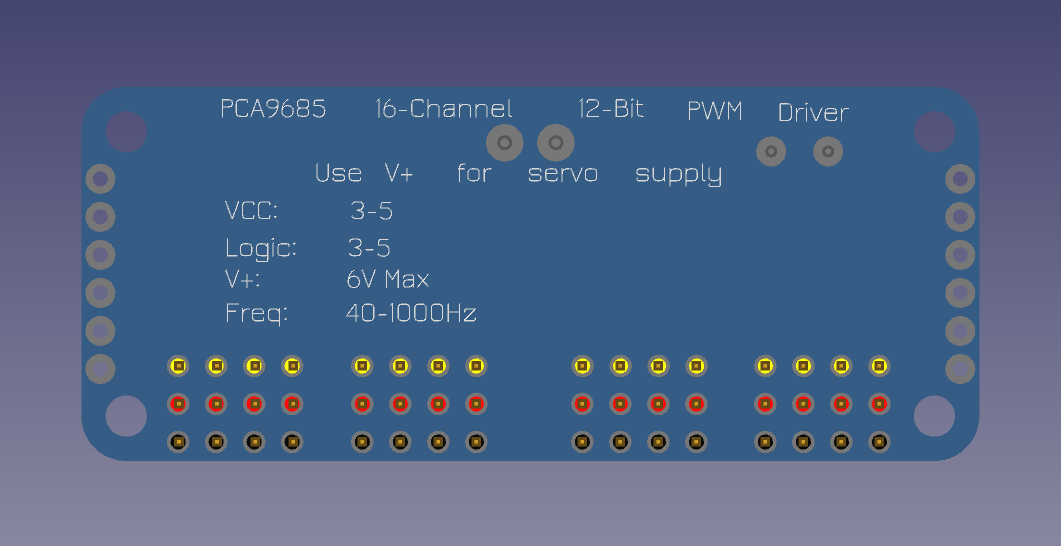 PCA9685 16-Channel 12-Bit PWM Driver
Use V+ for servo supply
VCC: 3-5
Logic: 3-5
V+: 6V Max
Freq: 40-1000Hz